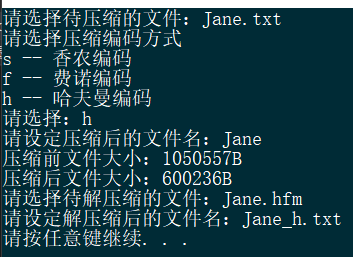 请选择待压缩的文件：Jane.txt
请选择压缩编码方式
s -- 香农编码
f -- 费诺编码
h -- 哈夫曼编码
请选择：h
请设定压缩后的文件名：Jane
压缩前文件大小：1050557B
压缩后文件大小：600236B
请选择待解压缩的文件：Jane.hfm
请设定解压缩后的文件名：Jane_h.txt
请按任意键继续. . .